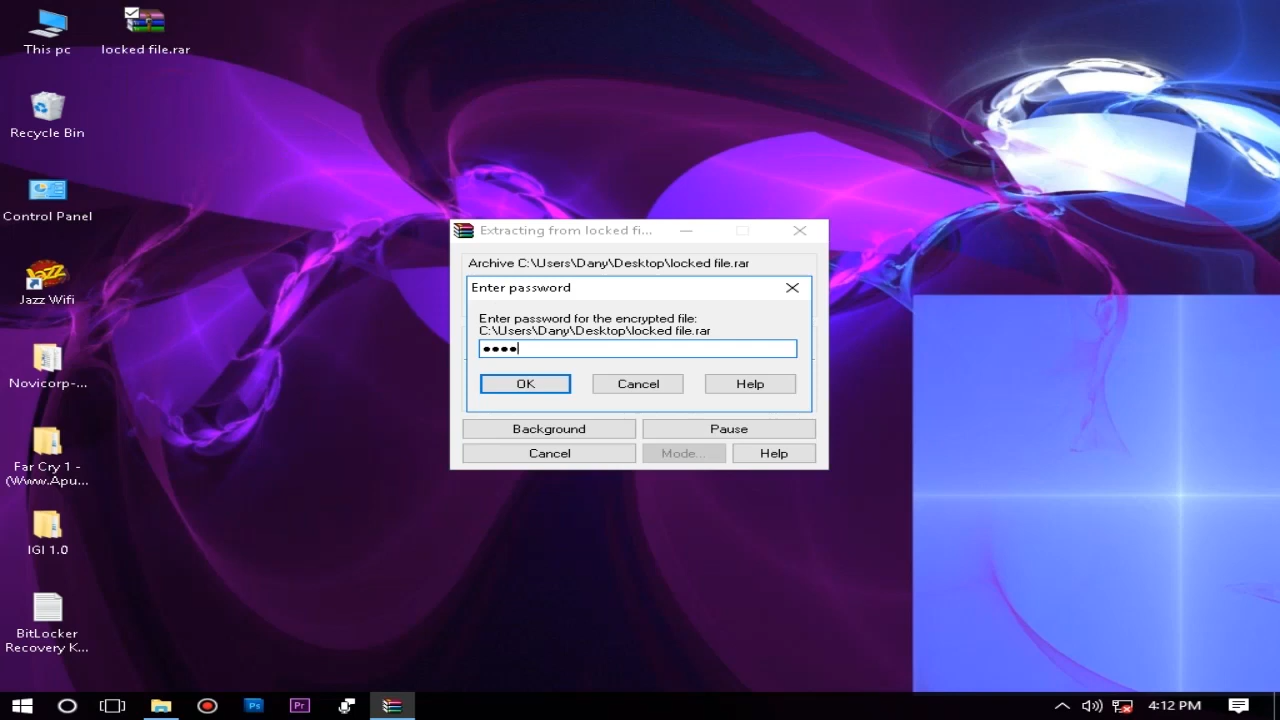 This pc
locked file.rar
Recycle Bin
Control Panel
Jazz
Jazz Wifi
Novicorp-...
Far Cry 1 -
(Www.Apu...
IGI 1.0
BitLocker
Recovery K...
Extracting from locked fi...
Archive C:\Users\Dany\Desktop\locked file.rar
Enter password
Enter password for the encrypted file:
C:\Users\Dany\Desktop\locked file.rar
OK
Cancel
Help
Background
Pause
Cancel
Mode...
Help
Ps
Pr
4:12 PM